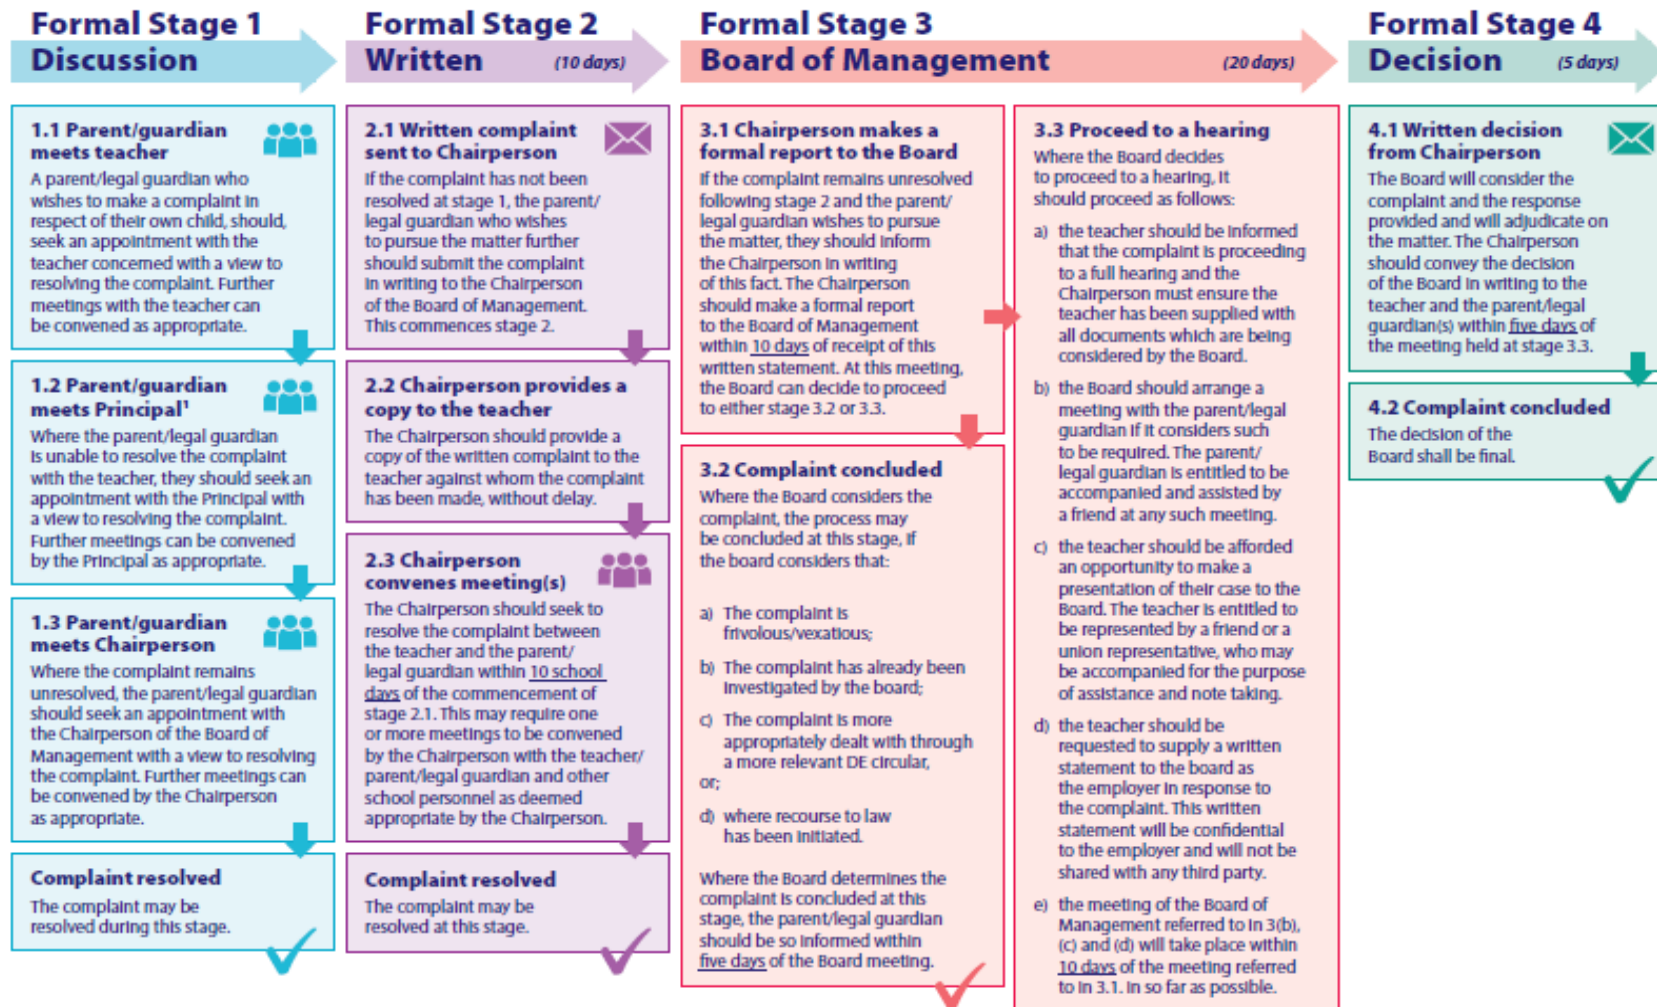 Formal Stage 1
Discussion
1.1 Parent/guardian
meets teacher
A parent/legal guardian who
wishes to make a complaint in
respect of their own child, should,
seek an appointment with the
teacher concerned with a view to
resolving the complaint. Further
meetings with the teacher can
be convened as appropriate.
1.2 Parent/guardian
meets Principal¹
Where the parent/legal guardian
is unable to resolve the complaint
with the teacher, they should seek an
appointment with the Principal with
a view to resolving the complaint.
Further meetings can be convened
by the Principal as appropriate.
1.3 Parent/guardian
meets Chairperson
Where the complaint remains
unresolved, the parent/legal guardian
should seek an appointment with
the Chairperson of the Board of
Management with a view to resolving
the complaint. Further meetings can
be convened by the Chairperson
as appropriate.
Complaint resolved
The complaint may be
resolved during this stage.
Formal Stage 2
Written (10 days)
2.1 Written complaint
sent to Chairperson
If the complaint has not been
resolved at stage 1, the parent/
legal guardian who wishes
to pursue the matter further
should submit the complaint
in writing to the Chairperson
of the Board of Management.
This commences stage 2.
2.2 Chairperson provides a
copy to the teacher
The Chairperson should provide a
copy of the written complaint to the
teacher against whom the complaint
has been made, without delay.
2.3 Chairperson
convenes meeting(s)
The Chairperson should seek to
resolve the complaint between
the teacher and the parent/
legal guardian within 10 school
days of the commencement of
stage 2.1. This may require one
or more meetings to be convened
by the Chairperson with the teacher/
parent/legal guardian and other
school personnel as deemed
appropriate by the Chairperson.
Complaint resolved
The complaint may be
resolved at this stage.
Formal Stage 3
Board of Management (20 days)
3.1 Chairperson makes a
formal report to the Board
If the complaint remains unresolved
following stage 2 and the parent/
legal guardian wishes to pursue
the matter, they should inform
the Chairperson in writing
of this fact. The Chairperson
should make a formal report
to the Board of Management
within 10 days of receipt of this
written statement. At this meeting,
the Board can decide to proceed
to either stage 3.2 or 3.3.
3.2 Complaint concluded
Where the Board considers the
complaint, the process may
be concluded at this stage, if
the board considers that:
a) The complaint is
frivolous/vexatious;
b) The complaint has already been
investigated by the board;
c) The complaint is more
appropriately dealt with through
a more relevant DE circular,
or;
d) where recourse to law
has been initiated.
Where the Board determines the
complaint is concluded at this
stage, the parent/legal guardian
should be so informed within
five days of the Board meeting.
3.3 Proceed to a hearing
Where the Board decides
to proceed to a hearing, it
should proceed as follows:
a) the teacher should be informed
that the complaint is proceeding
to a full hearing and the
Chairperson must ensure the
teacher has been supplied with
all documents which are being
considered by the Board.
b) the Board should arrange a
meeting with the parent/legal
guardian if it considers such
to be required. The parent/
legal guardian is entitled to be
accompanied and assisted by
a friend at any such meeting.
c) the teacher should be afforded
an opportunity to make a
presentation of their case to the
Board. The teacher is entitled to
be represented by a friend or a
union representative, who may
be accompanied for the purpose
of assistance and note taking.
d) the teacher should be
requested to supply a written
statement to the board as
the employer in response to
the complaint. This written
statement will be confidential
to the employer and will not be
shared with any third party.
e) the meeting of the Board of
Management referred to in 3(b),
(c) and (d) will take place within
10 days of the meeting referred
to in 3.1. in so far as possible.
Formal Stage 4
Decision (5 days)
4.1 Written decision
from Chairperson
The Board will consider the
complaint and the response
provided and will adjudicate on
the matter. The Chairperson
should convey the decision
of the Board in writing to the
teacher and the parent/legal
guardian(s) within five days of
the meeting held at stage 3.3.
4.2 Complaint concluded
The decision of the
Board shall be final.